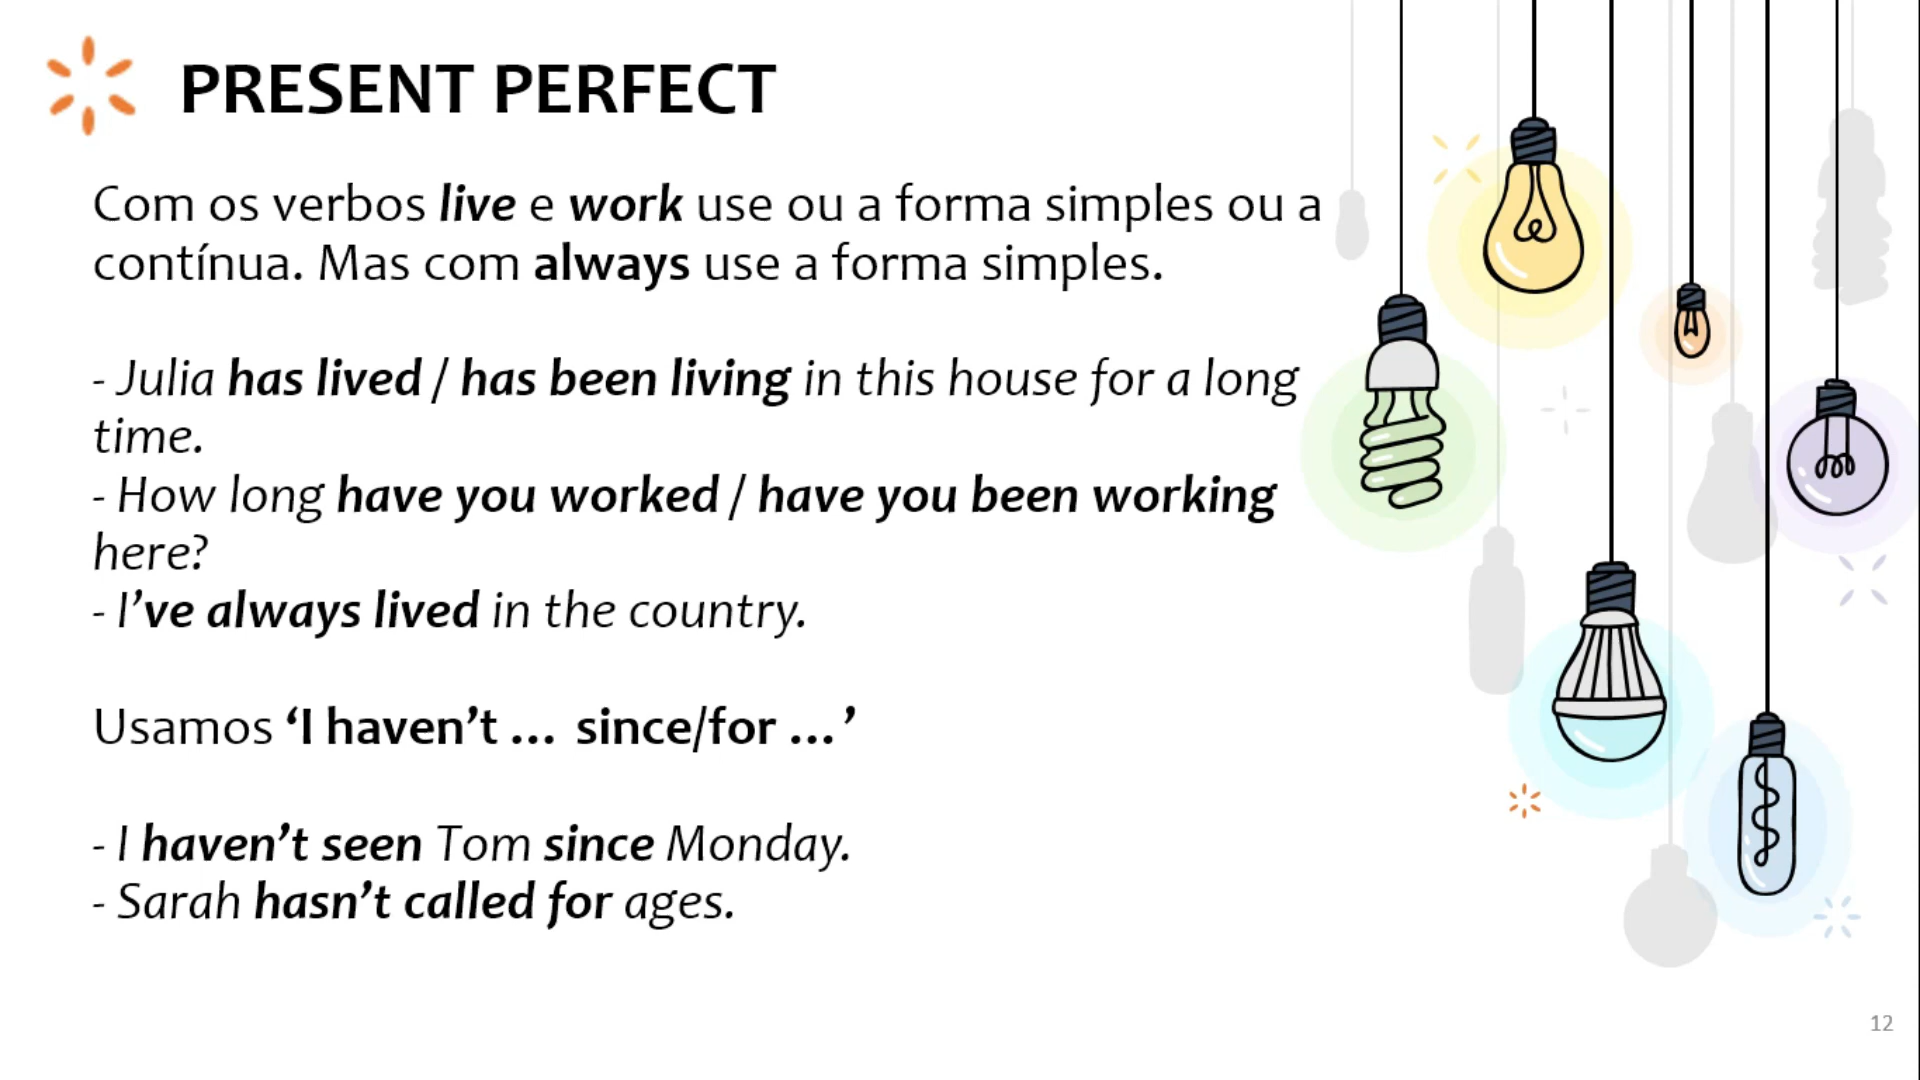 PRESENT PERFECT
Com os verbos live e work use ou a forma simples ou a
contínua. Mas com always use a forma simples.
- Julia has lived / has been living in this house for a long
time.
- How long have you worked / have you been working
here?
- I’ve always lived in the country.
Usamos ‘I haven’t … since/for …’
- I haven’t seen Tom since Monday.
- Sarah hasn’t called for ages.
12